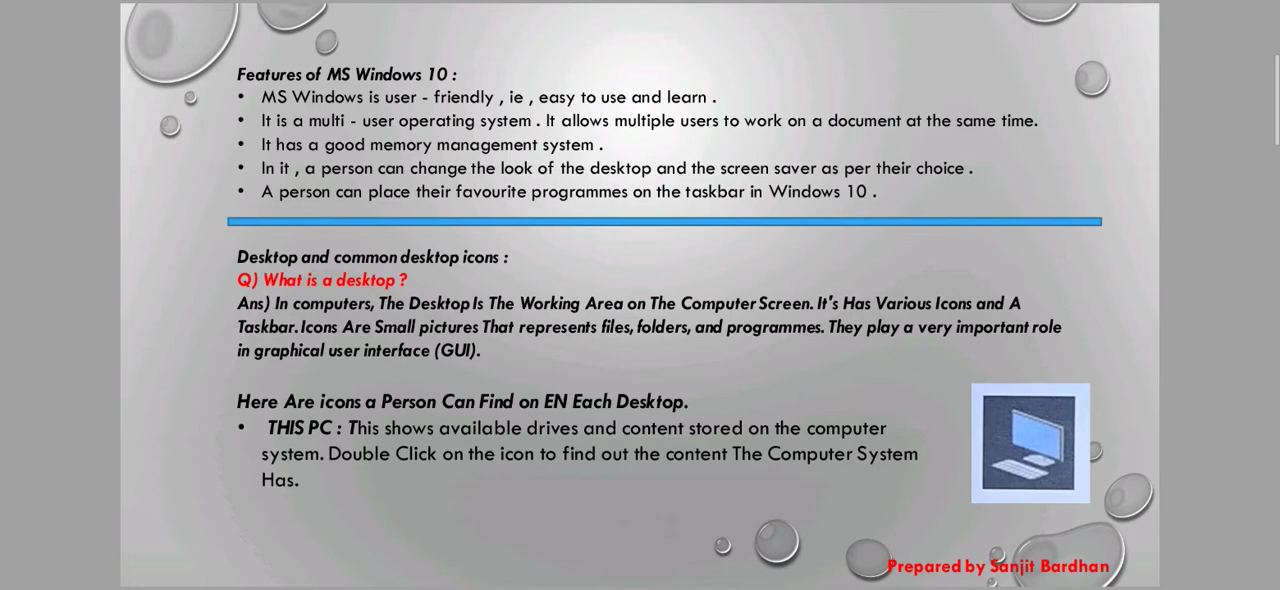 Features of MS Windows 10 :
• MS Windows is user - friendly , ie , easy to use and learn .
• It is a multi - user operating system . It allows multiple users to work on a document at the same time.
• It has a good memory management system .
• In it , a person can change the look of the desktop and the screen saver as per their choice .
• A person can place their favourite programmes on the taskbar in Windows 10 .
Desktop and common desktop icons :
Q) What is a desktop ?
Ans) In computers, The Desktop Is The Working Area on The Computer Screen. It's Has Various Icons and A
Taskbar. Icons Are Small pictures That represents files, folders, and programmes. They play a very important role
in graphical user interface (GUI).
Here Are icons a Person Can Find on EN Each Desktop.
• THIS PC : This shows available drives and content stored on the computer
system. Double Click on the icon to find out the content The Computer System
Has.
Prepared by Sanjit Bardhan